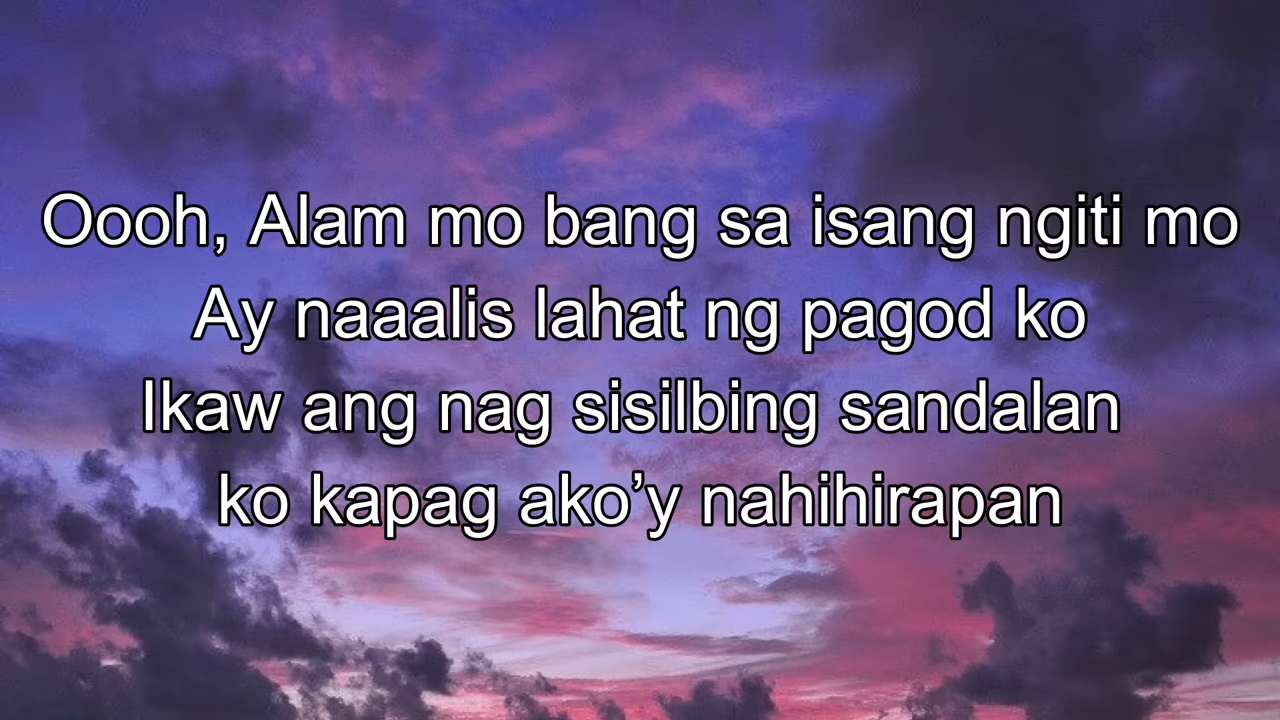 Oooh, Alam mo bang sa isang ngiti mo
Ay naaalis lahat ng pagod ko
Ikaw ang nag sisilbing sandalan
ko kapag ako’y nahihirapan